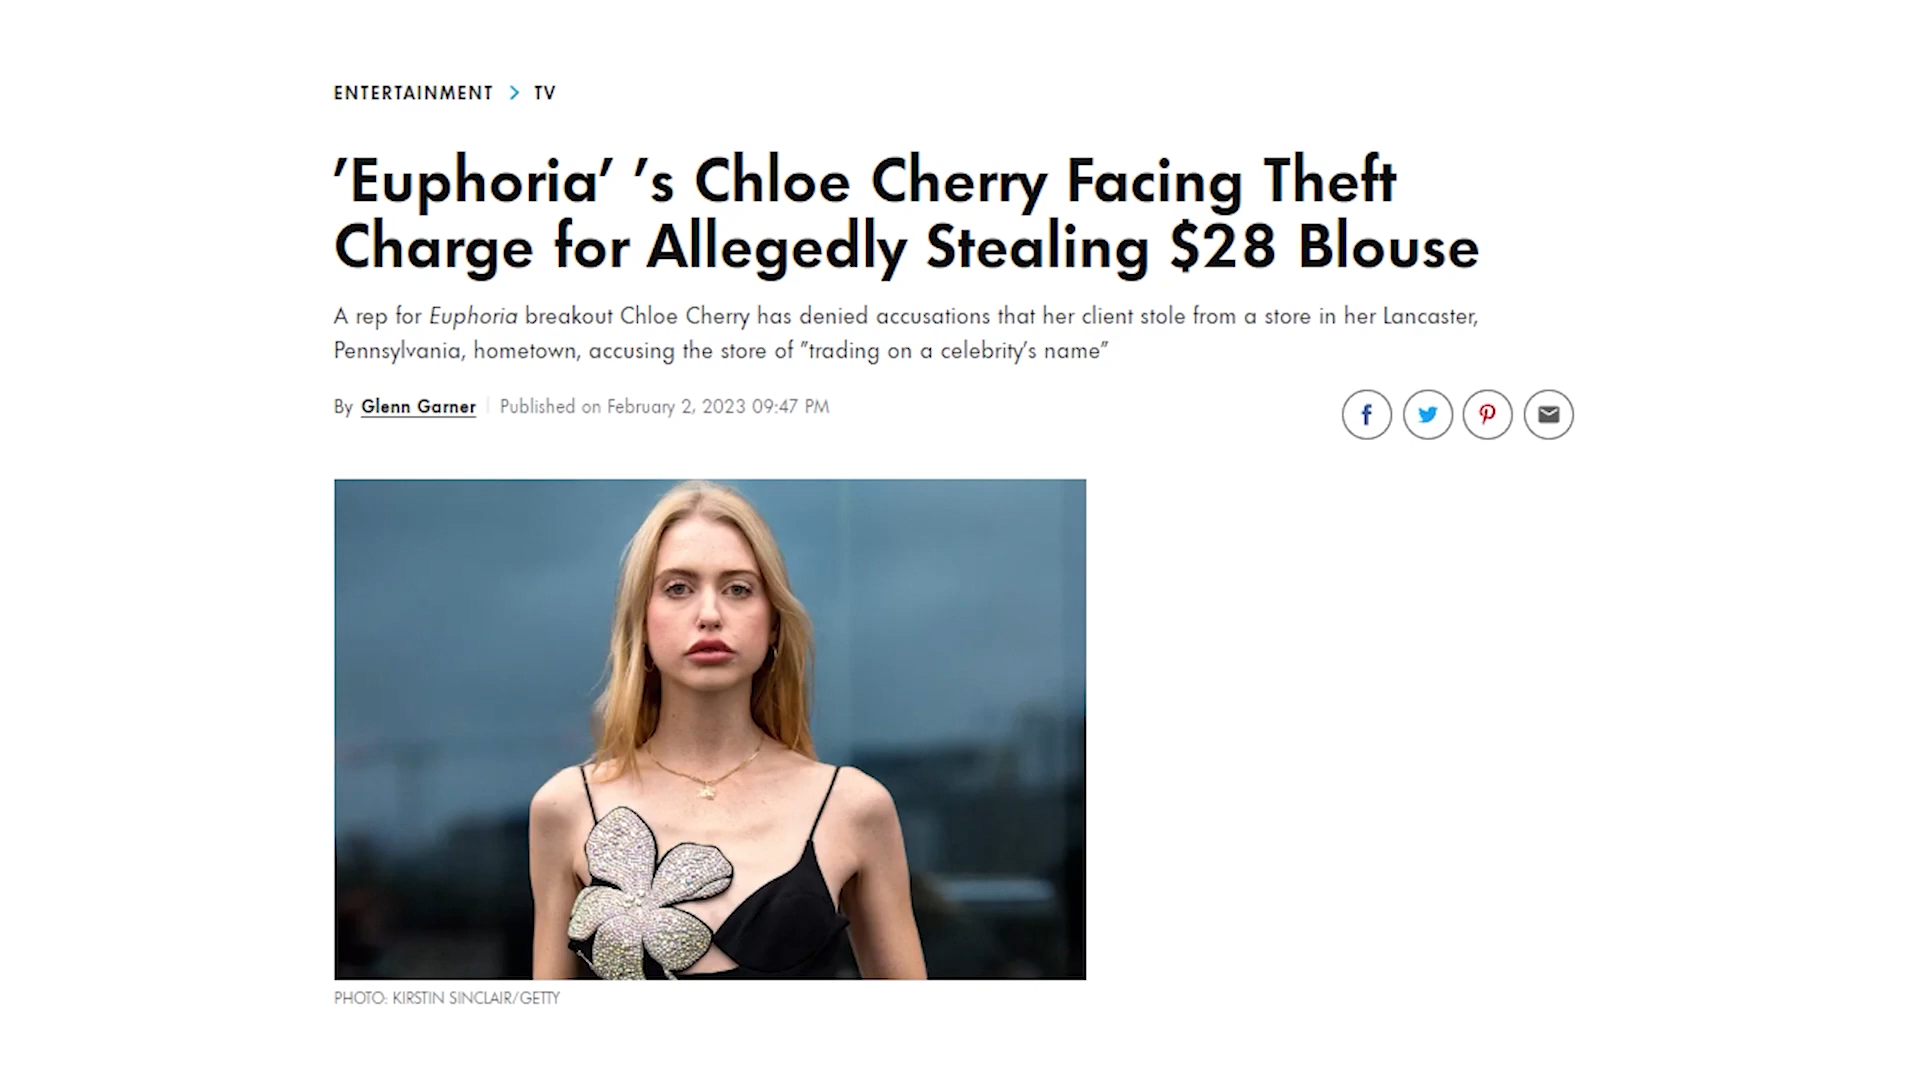 ENTERTAINMENT > TV
’Euphoria’ ’s Chloe Cherry Facing Theft
Charge for Allegedly Stealing $28 Blouse
A rep for Euphoria breakout Chloe Cherry has denied accusations that her client stole from a store in her Lancaster,
Pennsylvania, hometown, accusing the store of ”trading on a celebrity’s name”
By Glenn Garner | Published on February 2, 2023 09:47 PM
PHOTO: KIRSTIN SINCLAIR/GETTY